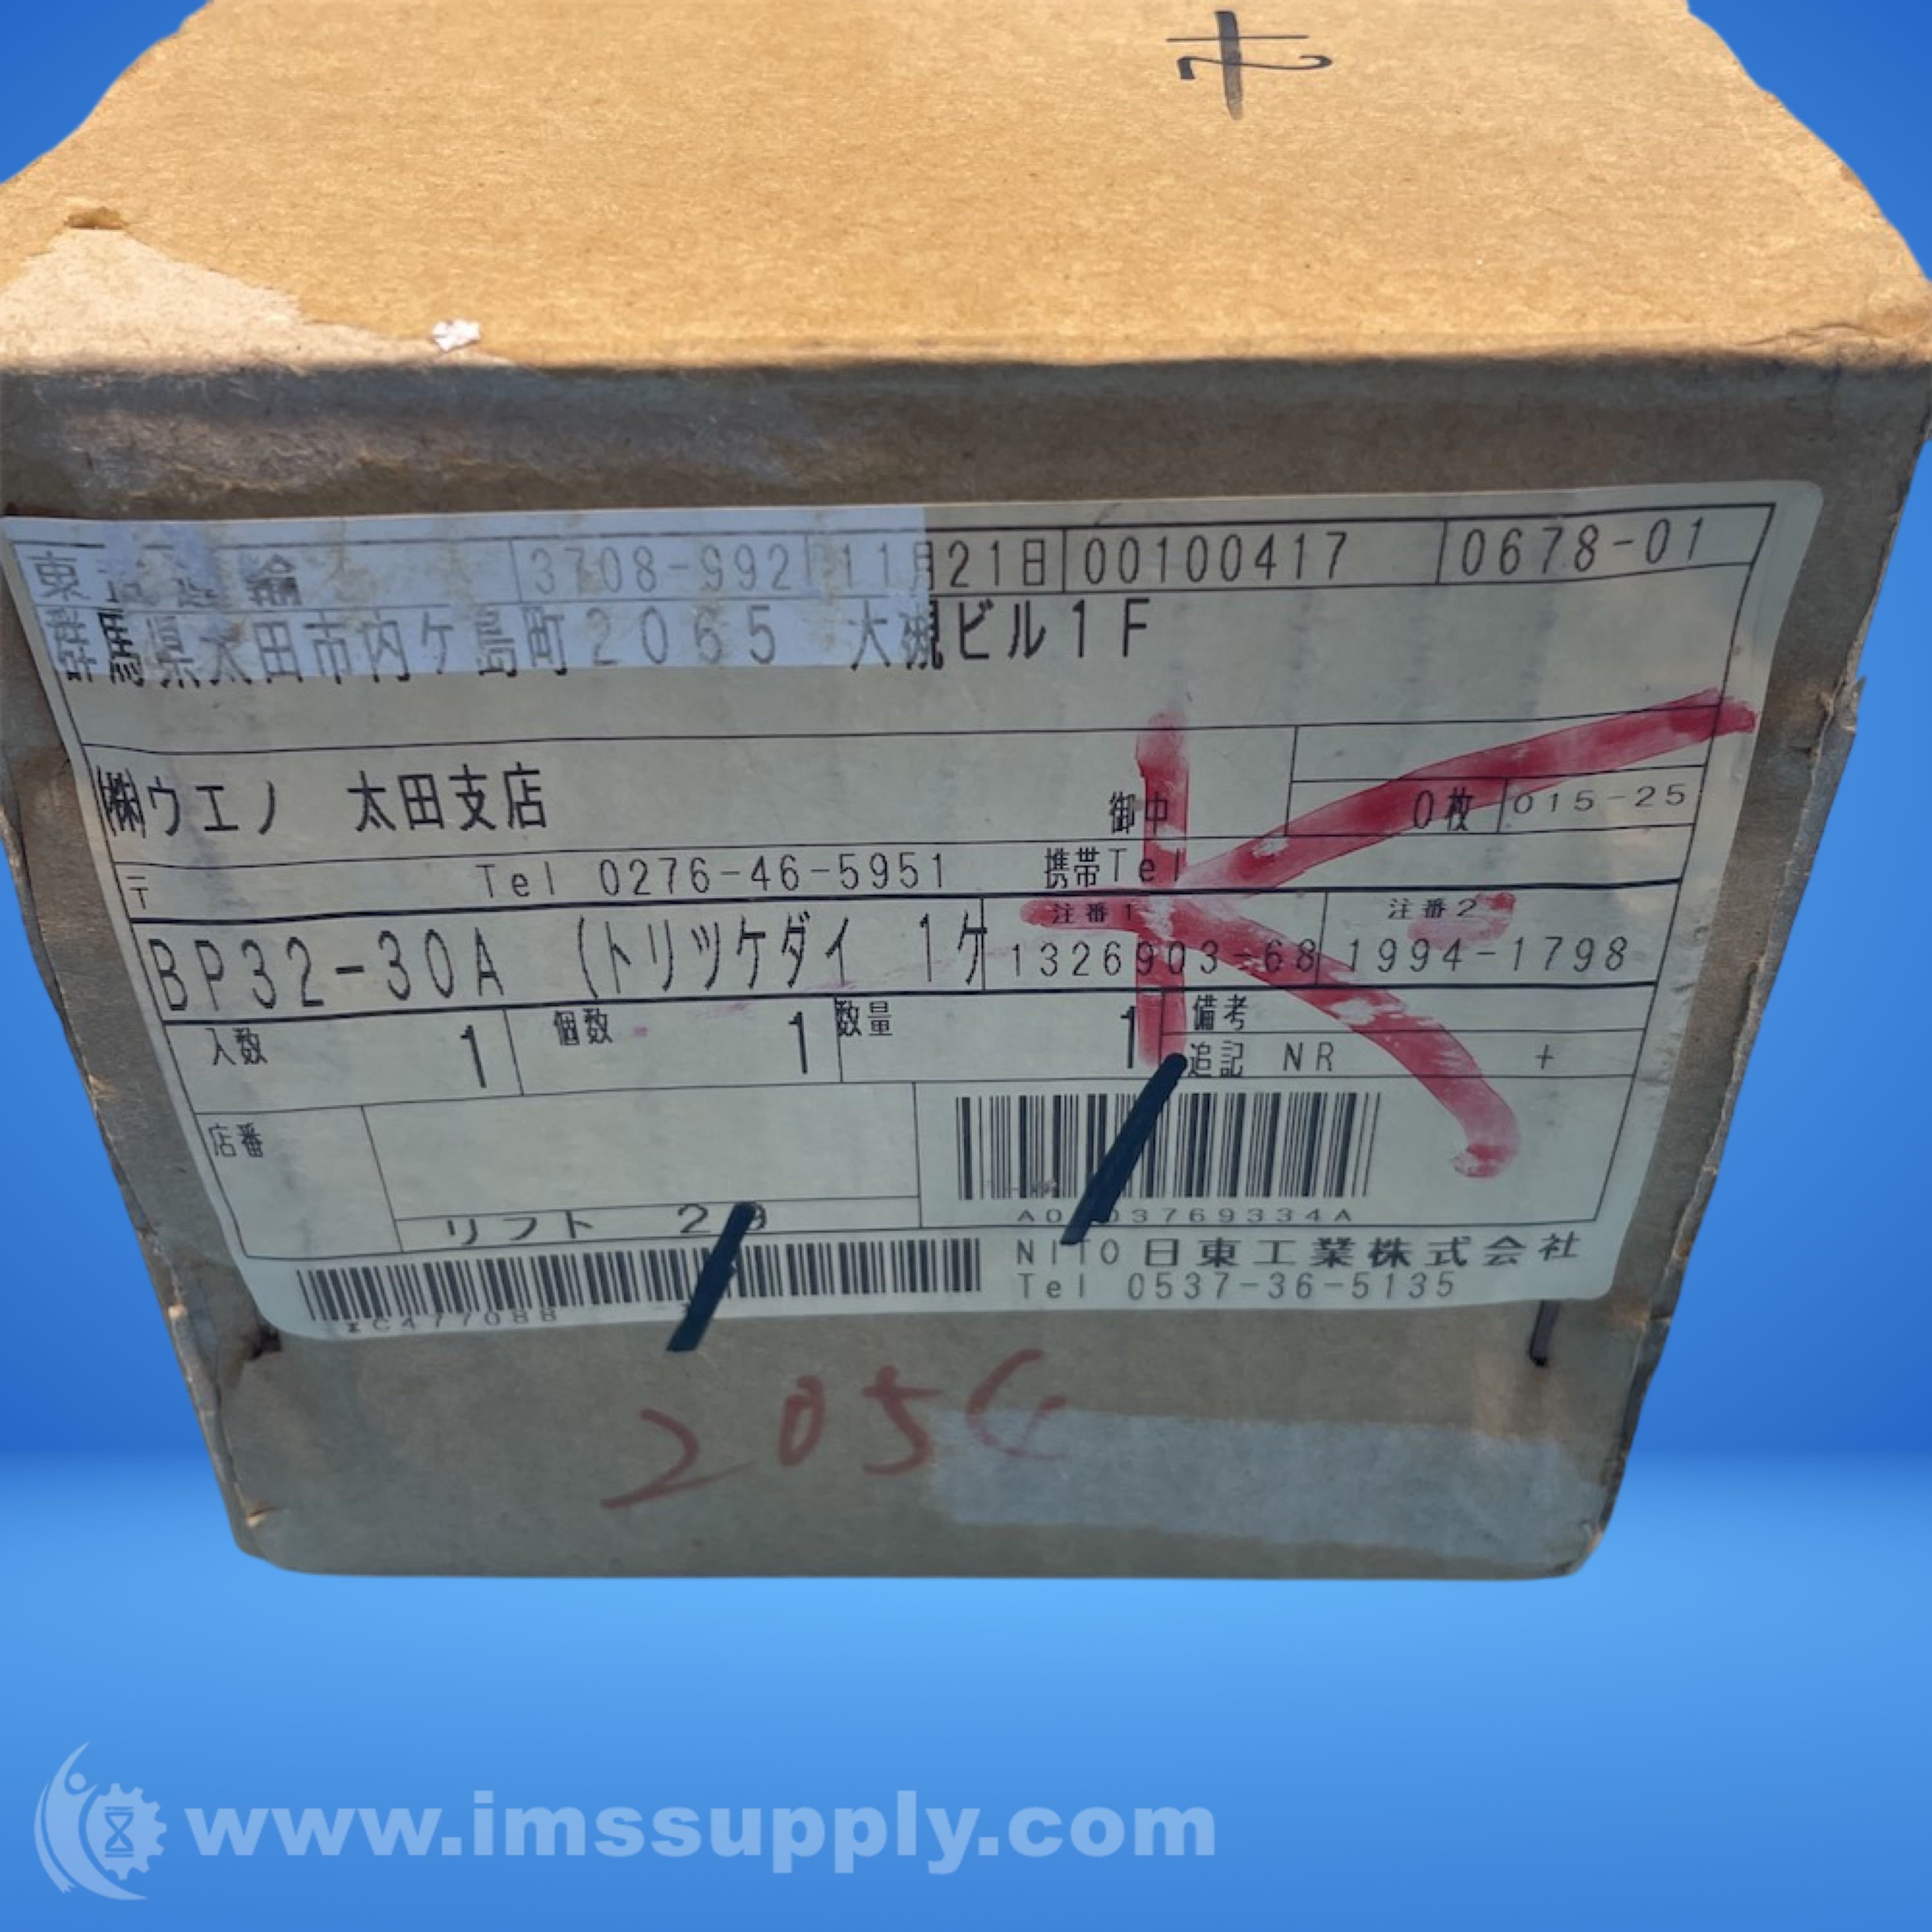 3708-992 11月21日 00100417 0678-01
群馬県太田市内ケ島町2065 大槻ビル1F
㈱ウエノ 太田支店 御中
0枚 015-25
〒 Tel 0276-46-5951 携帯Tel
注番1 注番2
BP32-30A (トリツケダイ 1ケ 1326903-68 1994-1798
入数 1 個数 1 数量 1 備考
追記 NR +
店番
リフト
NITO 日東工業株式会社
Tel 0537-36-5135
*C477088
www.imssupply.com